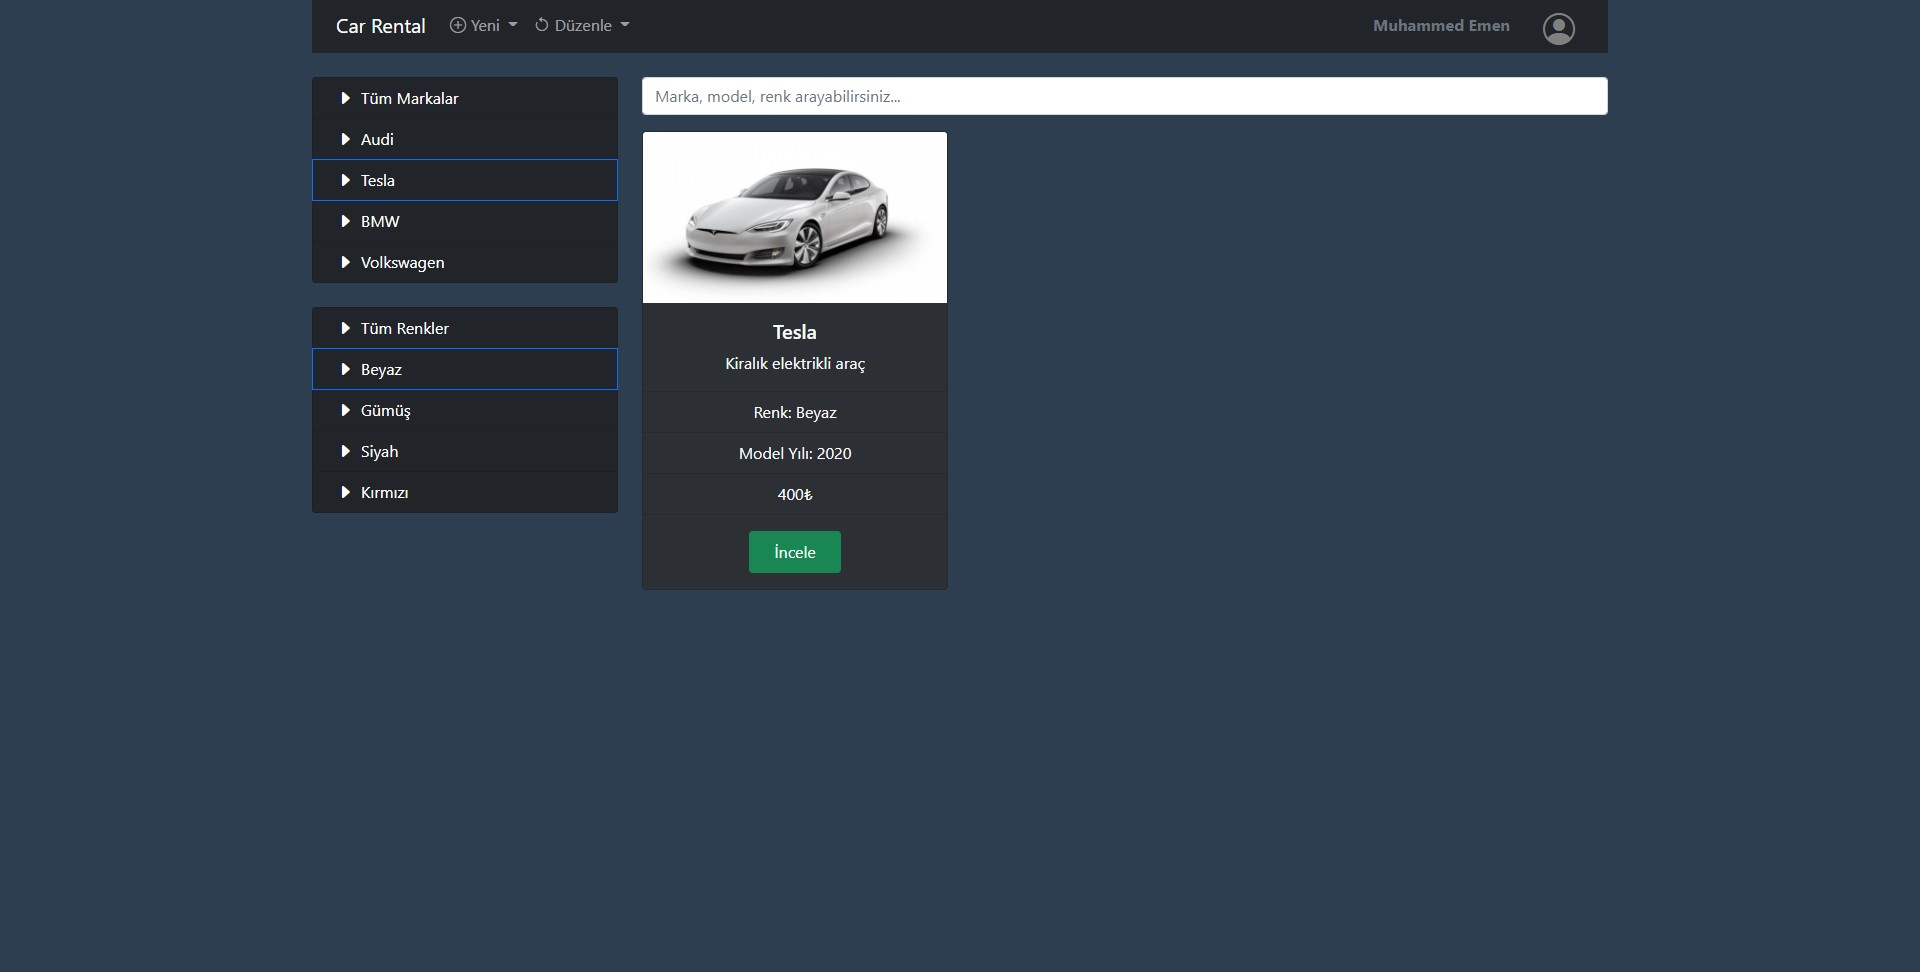 Car Rental Yeni Düzenle Muhammed Emen
Tüm Markalar
Audi
Tesla
BMW
Volkswagen
Tüm Renkler
Beyaz
Gümüş
Siyah
Kırmızı
Marka, model, renk arayabilirsiniz...
Tesla
Kiralık elektrikli araç
Renk: Beyaz
Model Yılı: 2020
400₺
İncele